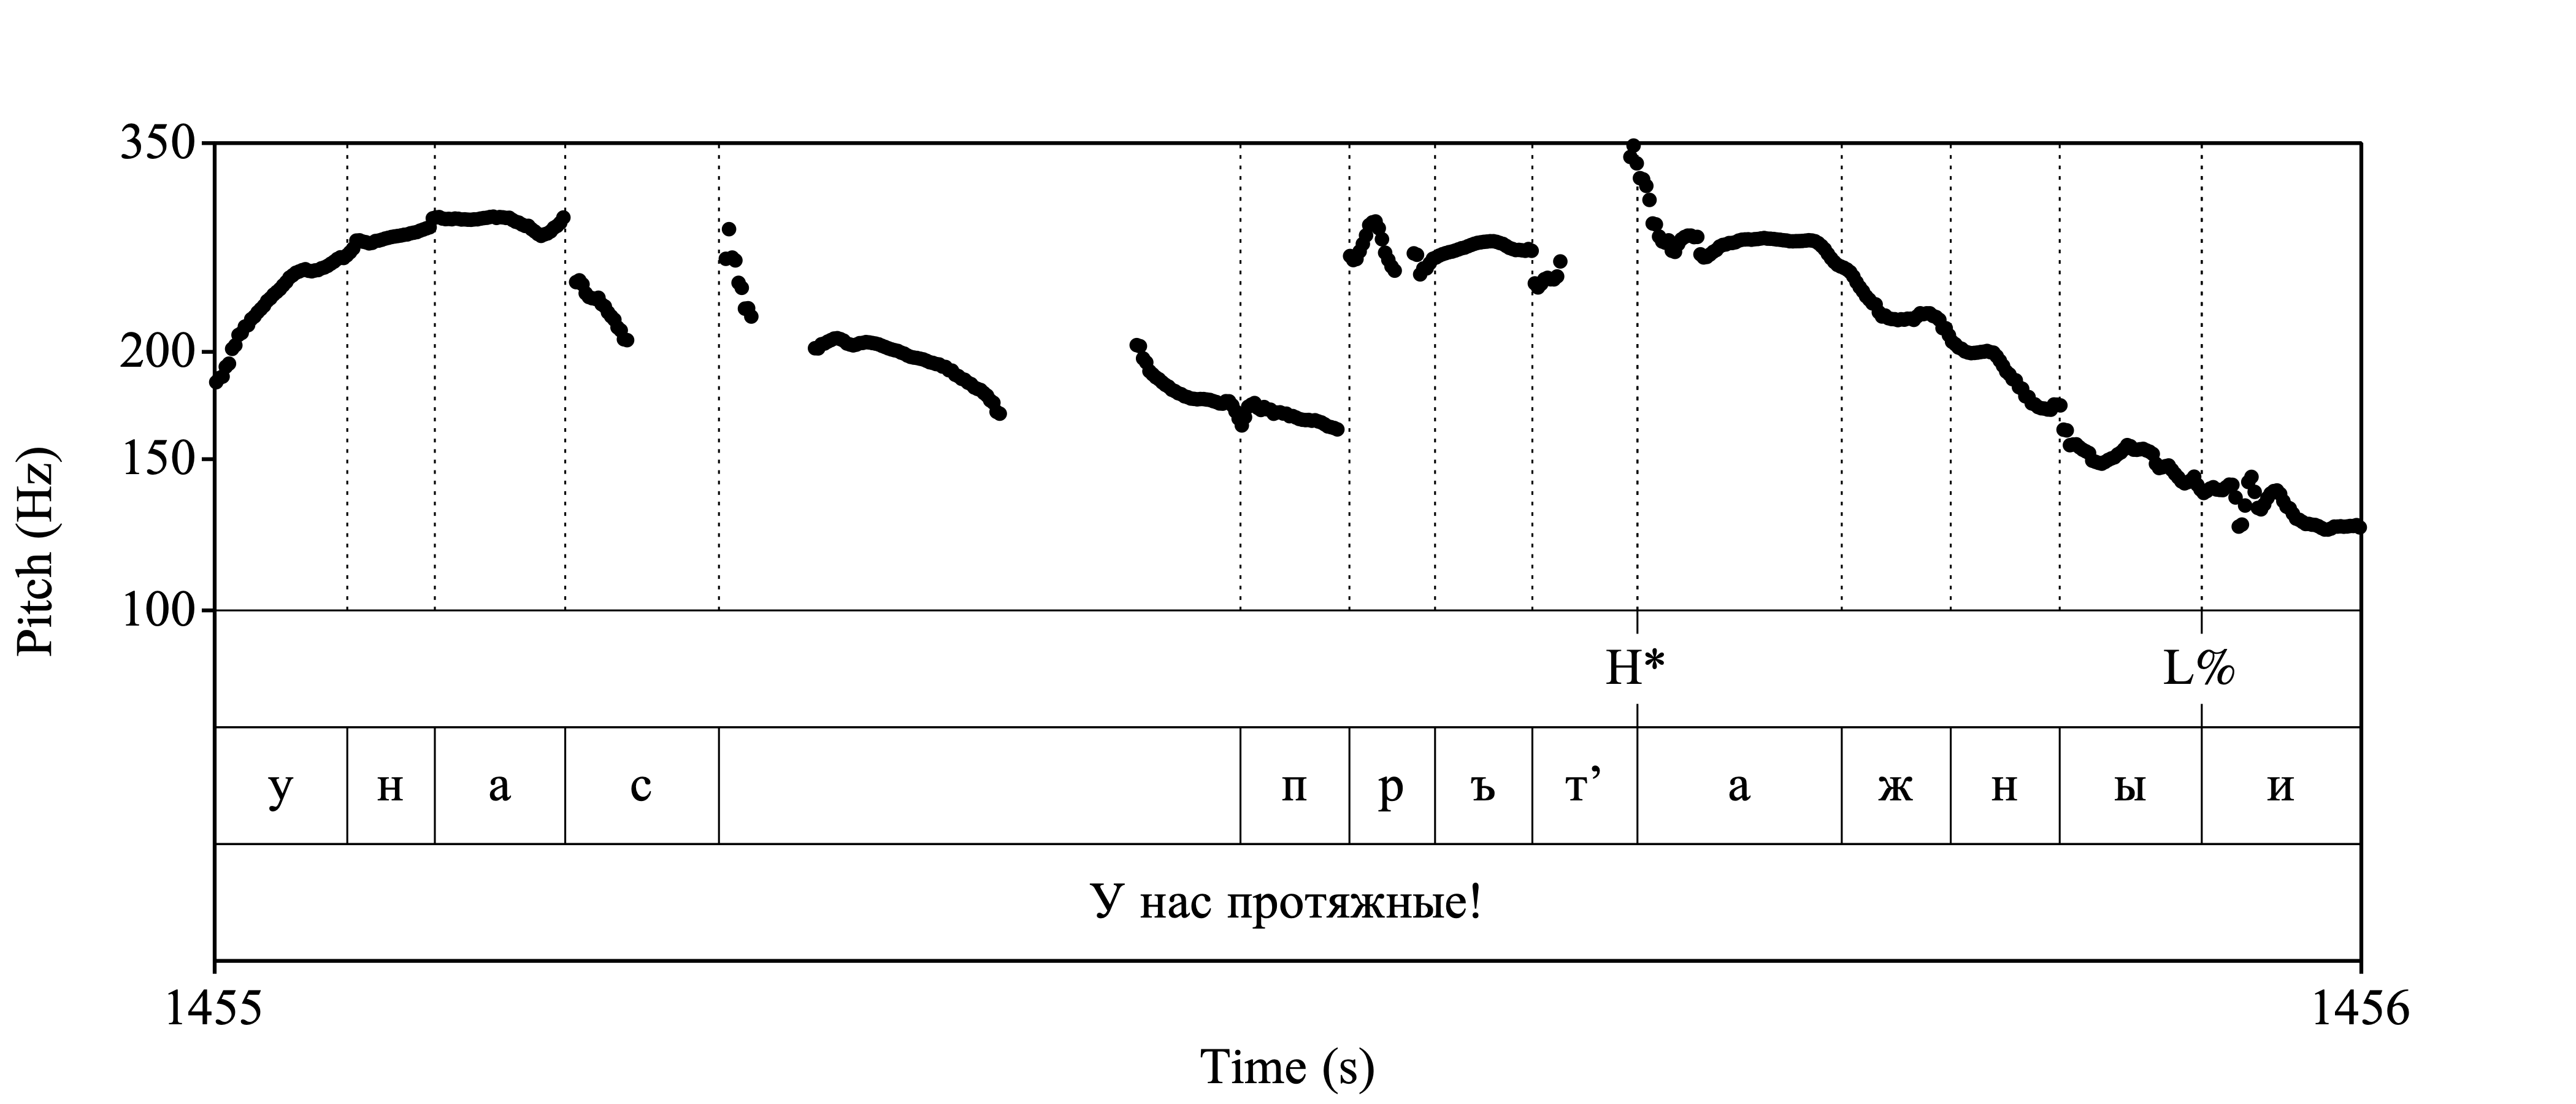 350
200
150
100
Pitch (Hz)
H* L%
у н а с п р ъ т’ а ж н ы и
У нас протяжные!
1455 1456
Time (s)